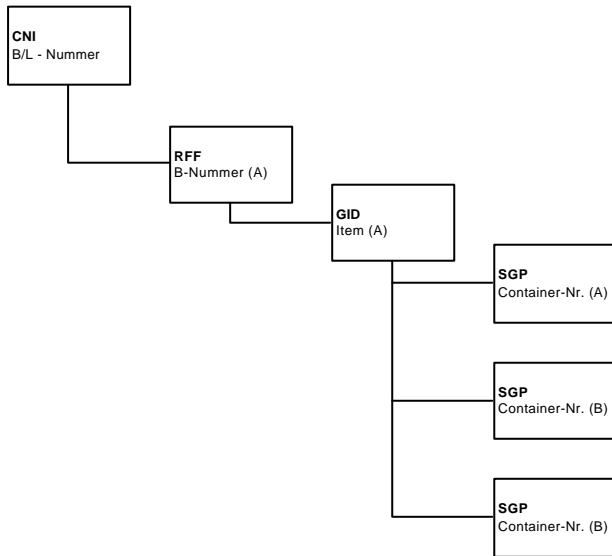 CNI
B/L - Nummer
RFF
B-Nummer (A)
GID
Item (A)
SGP
Container-Nr. (A)
SGP
Container-Nr. (B)
SGP
Container-Nr. (B)